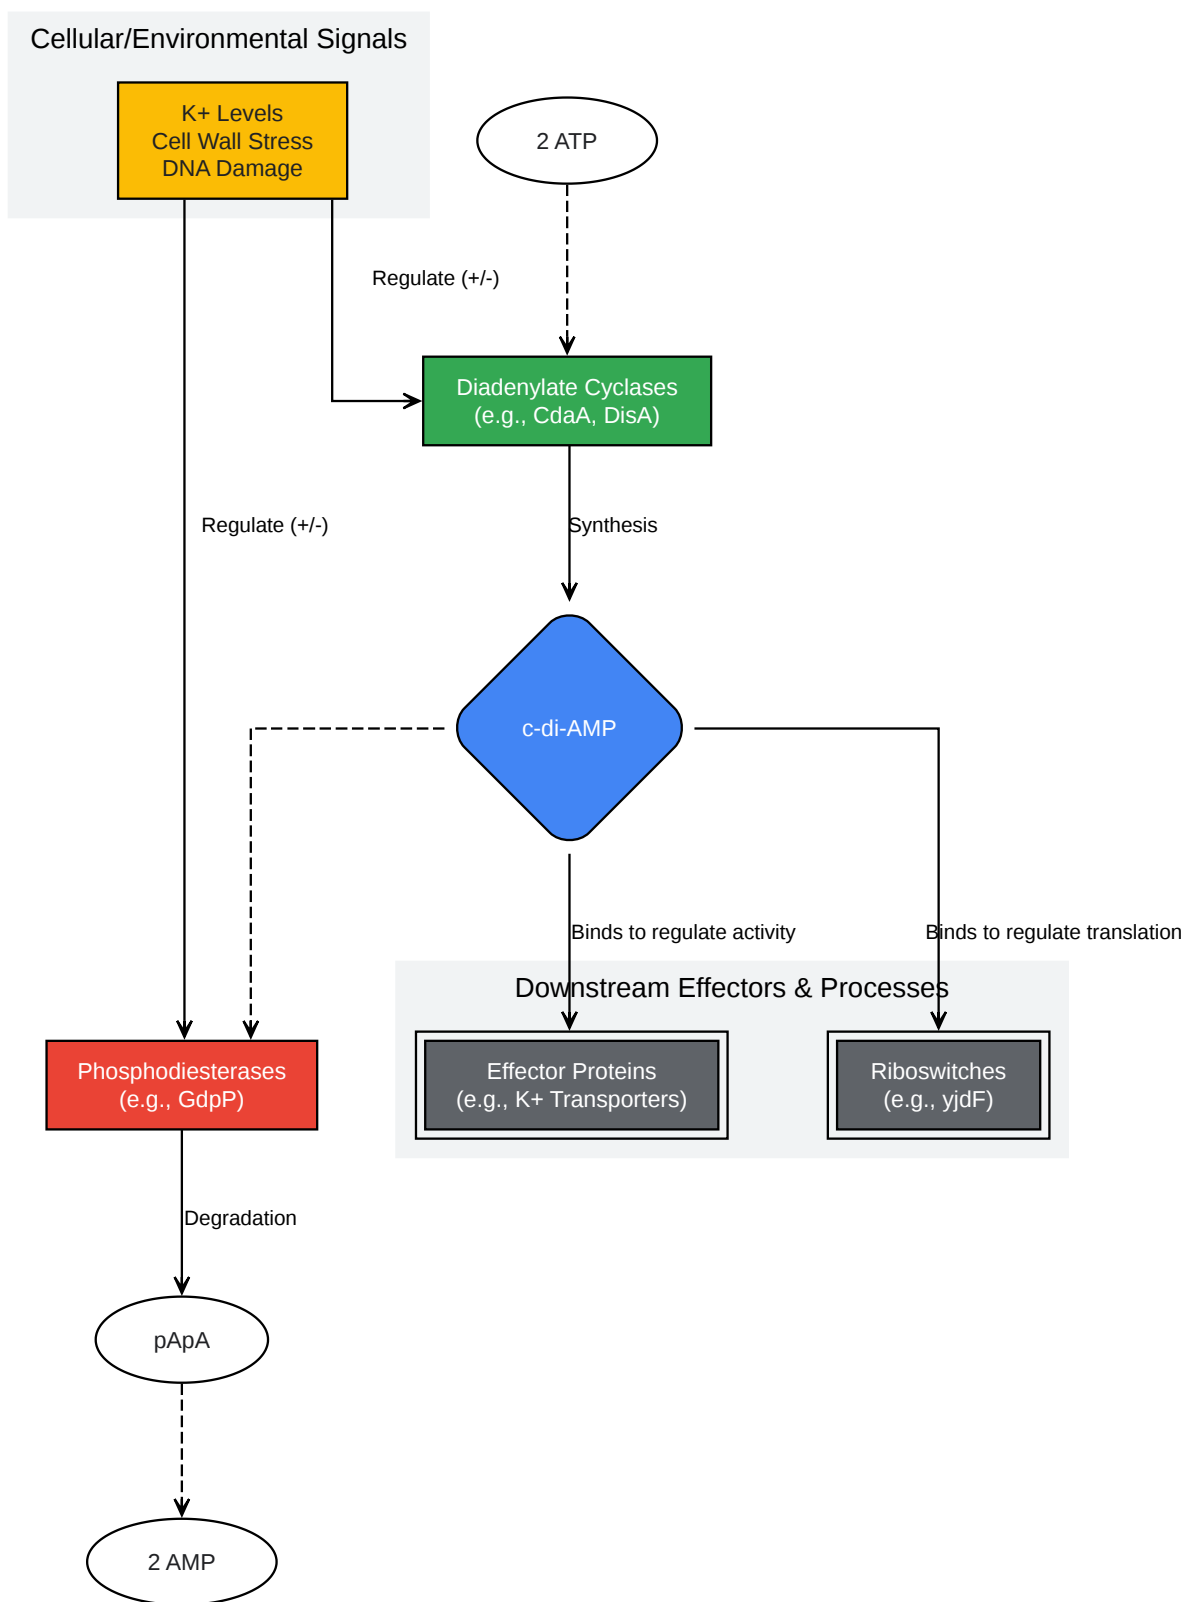 Cellular/Environmental Signals
K+ Levels
Cell Wall Stress
DNA Damage
2 ATP
Regulate (+/-)
Diadenylate Cyclases
(e.g., CdaA, DisA)
Regulate (+/-)
Synthesis
c-di-AMP
Binds to regulate activity
Binds to regulate translation
Downstream Effectors & Processes
Phosphodiesterases
(e.g., GdpP)
Effector Proteins
(e.g., K+ Transporters)
Riboswitches
(e.g., yjdF)
Degradation
pApA
2 AMP